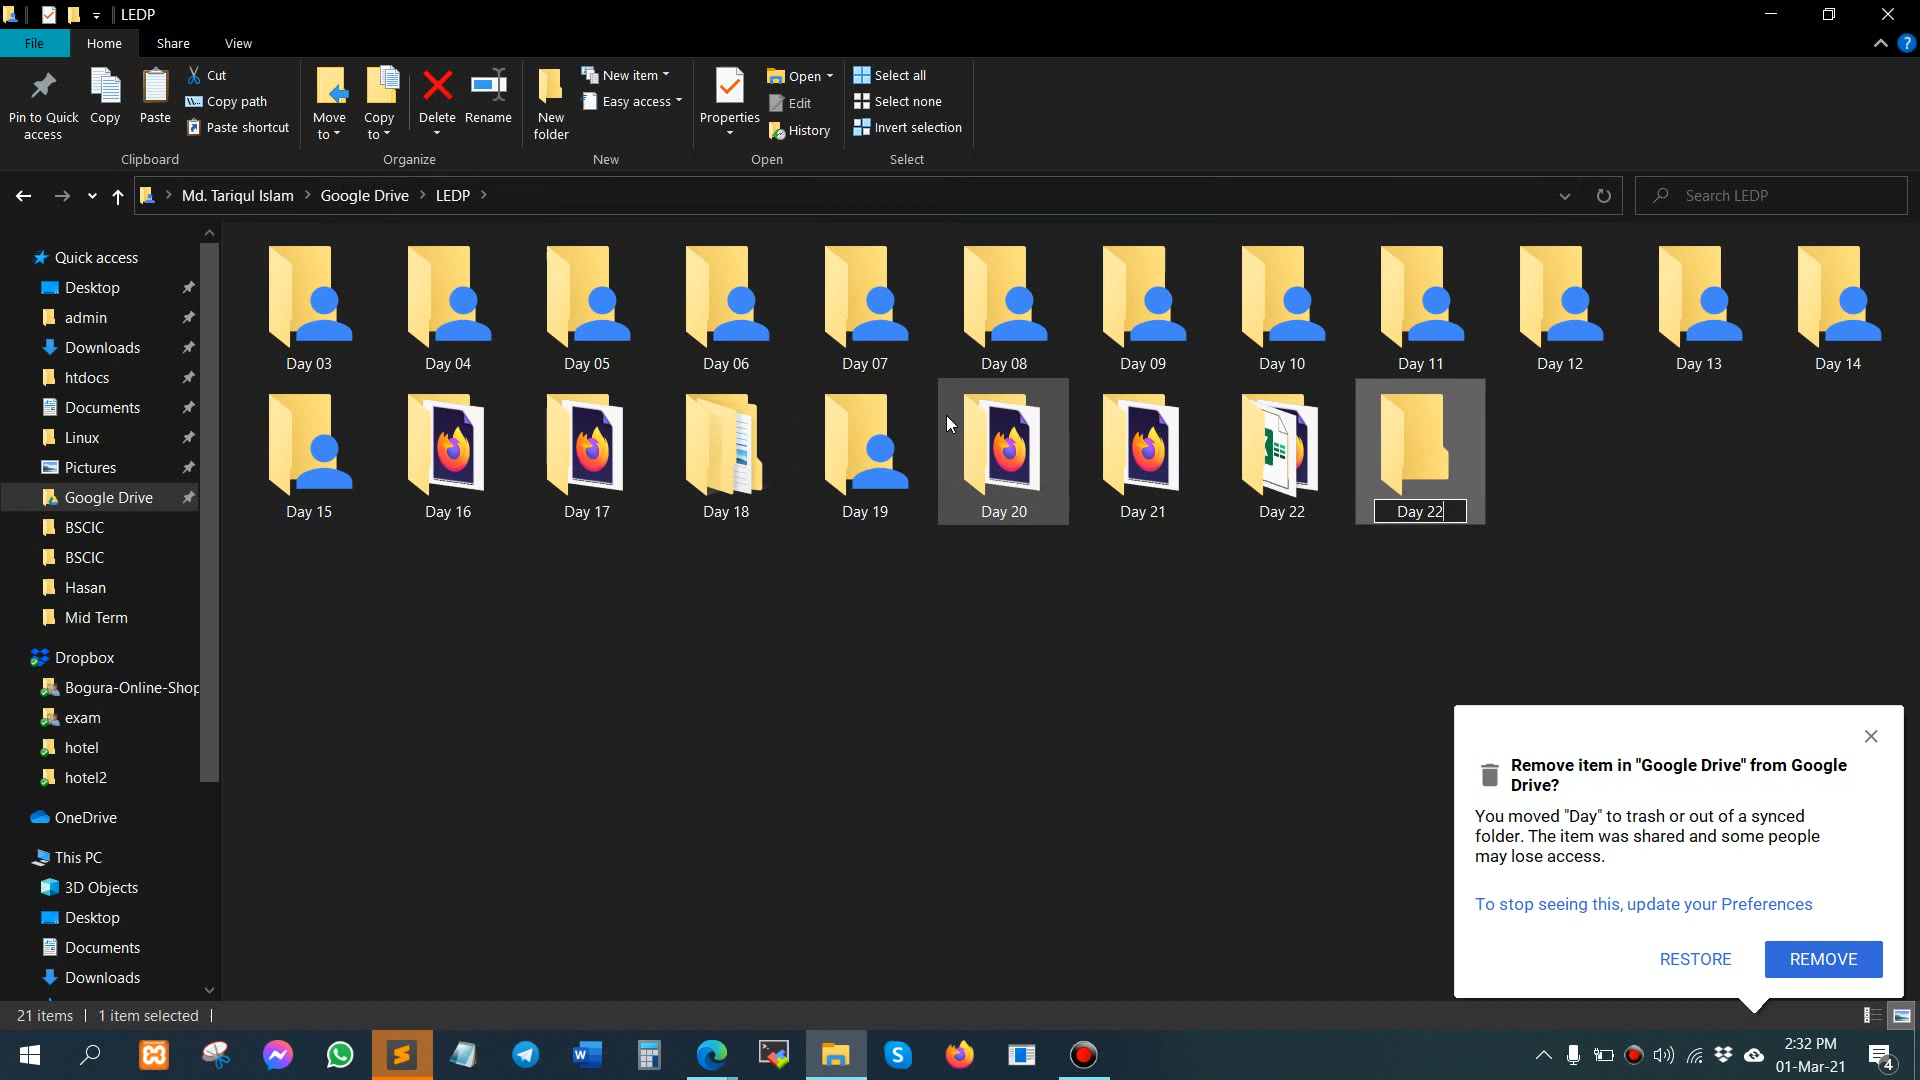 LEDP
File Home Share View
Pin to Quick access
Copy
Paste
Cut
Copy path
Paste shortcut
Clipboard
Move to
Copy to
Delete
Rename
Organize
New folder
New item
Easy access
New
Properties
Open
Edit
History
Open
Select all
Select none
Invert selection
Select
Md. Tariqul Islam Google Drive LEDP
Search LEDP
Quick access
Desktop
admin
Downloads
htdocs
Documents
Linux
Pictures
Google Drive
BSCIC
BSCIC
Hasan
Mid Term
Dropbox
Bogura-Online-Shop
exam
hotel
hotel2
OneDrive
This PC
3D Objects
Desktop
Documents
Downloads
Day 03 Day 04 Day 05 Day 06 Day 07 Day 08 Day 09 Day 10 Day 11 Day 12 Day 13 Day 14
Day 15 Day 16 Day 17 Day 18 Day 19 Day 20 Day 21 Day 22 Day 22
Remove item in "Google Drive" from Google
Drive?
You moved "Day" to trash or out of a synced
folder. The item was shared and some people
may lose access.
To stop seeing this, update your Preferences
RESTORE REMOVE
21 items 1 item selected
2:32 PM
01-Mar-21
4